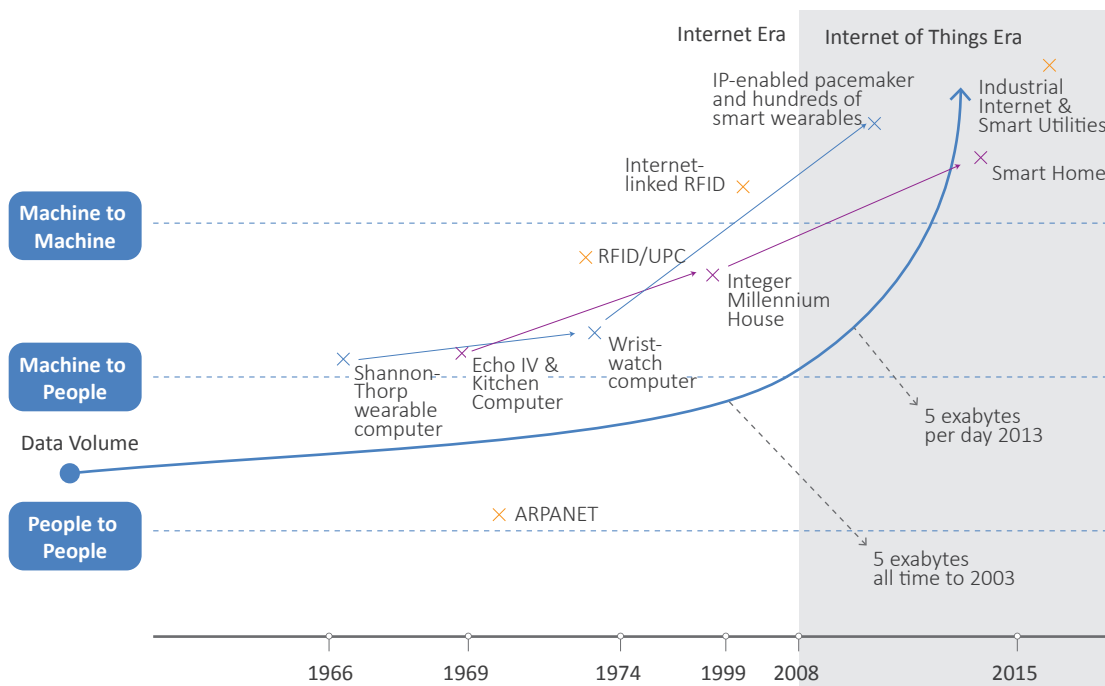 Internet Era
Internet of Things Era
IP-enabled pacemaker
and hundreds of
smart wearables
Industrial
Internet &
Smart Utilities
Internet-
linked RFID
Smart Home
Machine to
Machine
RFID/UPC
Integer
Millennium
House
Machine to
People
Shannon-
Thorp
wearable
computer
Echo IV &
Kitchen
Computer
Wrist-
watch
computer
Data Volume
5 exabytes
per day 2013
People to
People
ARPANET
5 exabytes
all time to 2003
1966
1969
1974
1999
2008
2015